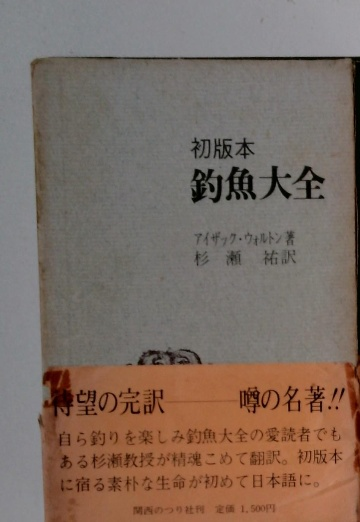 初版本
釣魚大全
アイザック・ウォルトン著
杉瀬 祐訳
待望の完訳――噂の名著!!
自ら釣りを楽しみ釣魚大全の愛読者でも
ある杉瀬教授が精魂こめて翻訳。初版本
に宿る素朴な生命が初めて日本語に。
関西のつり社刊 定価 1,500円